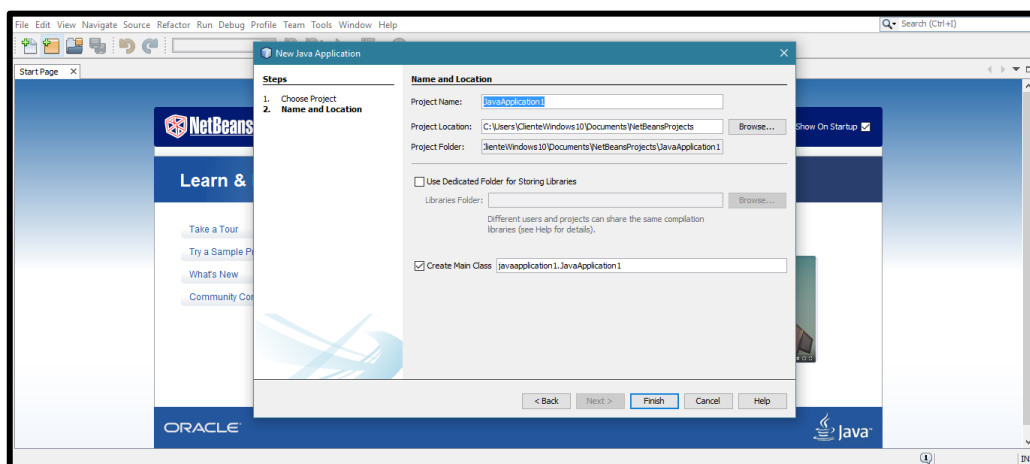 File Edit View Navigate Source Refactor Run Debug Profile Team Tools Window Help
Search (Ctrl+I)
New Java Application
Start Page
Steps
1. Choose Project
2. Name and Location
Name and Location
Project Name: JavaApplication1
Project Location: C:\Users\ClienteWindows10\Documents\NetBeansProjects Browse...
Project Folder: ClienteWindows10\Documents\NetBeansProjects\JavaApplication1
Use Dedicated Folder for Storing Libraries
Libraries Folder: Browse...
Different users and projects can share the same compilation
libraries (see Help for details).
Create Main Class javaapplication1.JavaApplication1
< Back Next > Finish Cancel Help
NetBeans
Show On Startup
Learn &
Take a Tour
Try a Sample
What's New
Community
ORACLE
Java
1